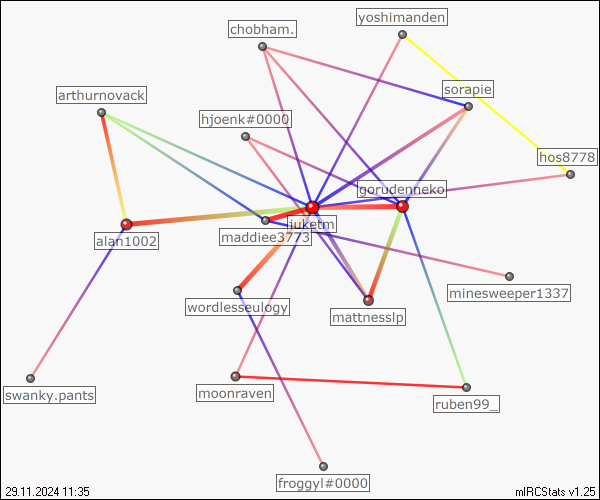 yoshimanden
chobham.
sorapie
arthurnovack
hjoenk#0000
hos8778
gorudenneko
jiuketm
maddiee3773
alan1002
minesweeper1337
wordlesseulogy
mattnesslp
swanky.pants
moonraven
ruben99_
froggyl#0000
29.11.2024 11:35
mIRCStats v1.25